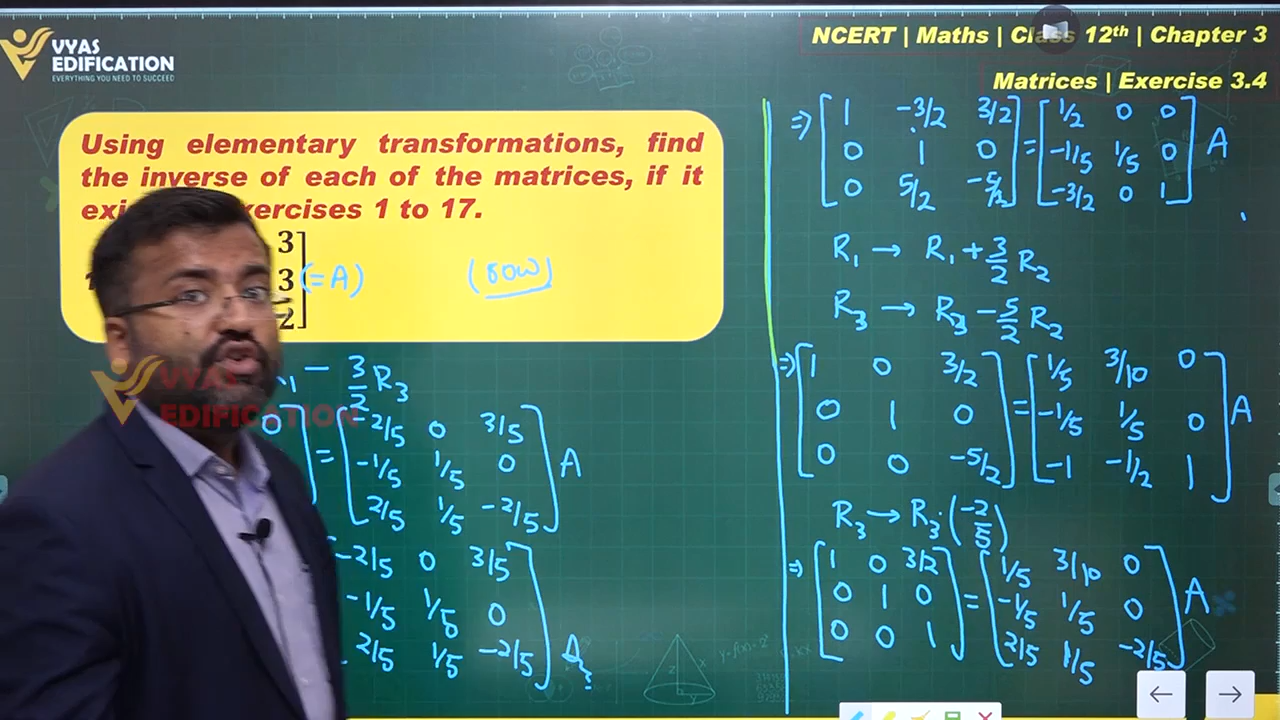 VYAS
EDIFICATION
EVERYTHING YOU NEED TO SUCCEED
NCERT | Maths | Class 12ᵗʰ | Chapter 3
Matrices | Exercise 3.4
Using elementary transformations, find
the inverse of each of the matrices, if it
exercises 1 to 17.
3
3 (=A) (row)
2
VYAS
EDIFICATION
− 3/2 R₃
0] = [−2/5 0 3/5
−1/5 1/5 0
2/5 1/5 −2/5] A
−2/5 0 3/5
−1/5 1/5 0
2/5 1/5 −2/5] A
⇒ [1 −3/2 3/2
0 1 0
0 5/2 −5/2] = [1/2 0 0
−1/5 1/5 0
−3/2 0 1] A
R₁ → R₁ + 3/2 R₂
R₃ → R₃ − 5/2 R₂
⇒ [1 0 3/2
0 1 0
0 0 −5/2] = [1/5 3/10 0
−1/5 1/5 0
−1 −1/2 1] A
R₃ → R₃·(−2/5)
⇒ [1 0 3/2
0 1 0
0 0 1] = [1/5 3/10 0
−1/5 1/5 0
2/5 1/5 −2/5] A